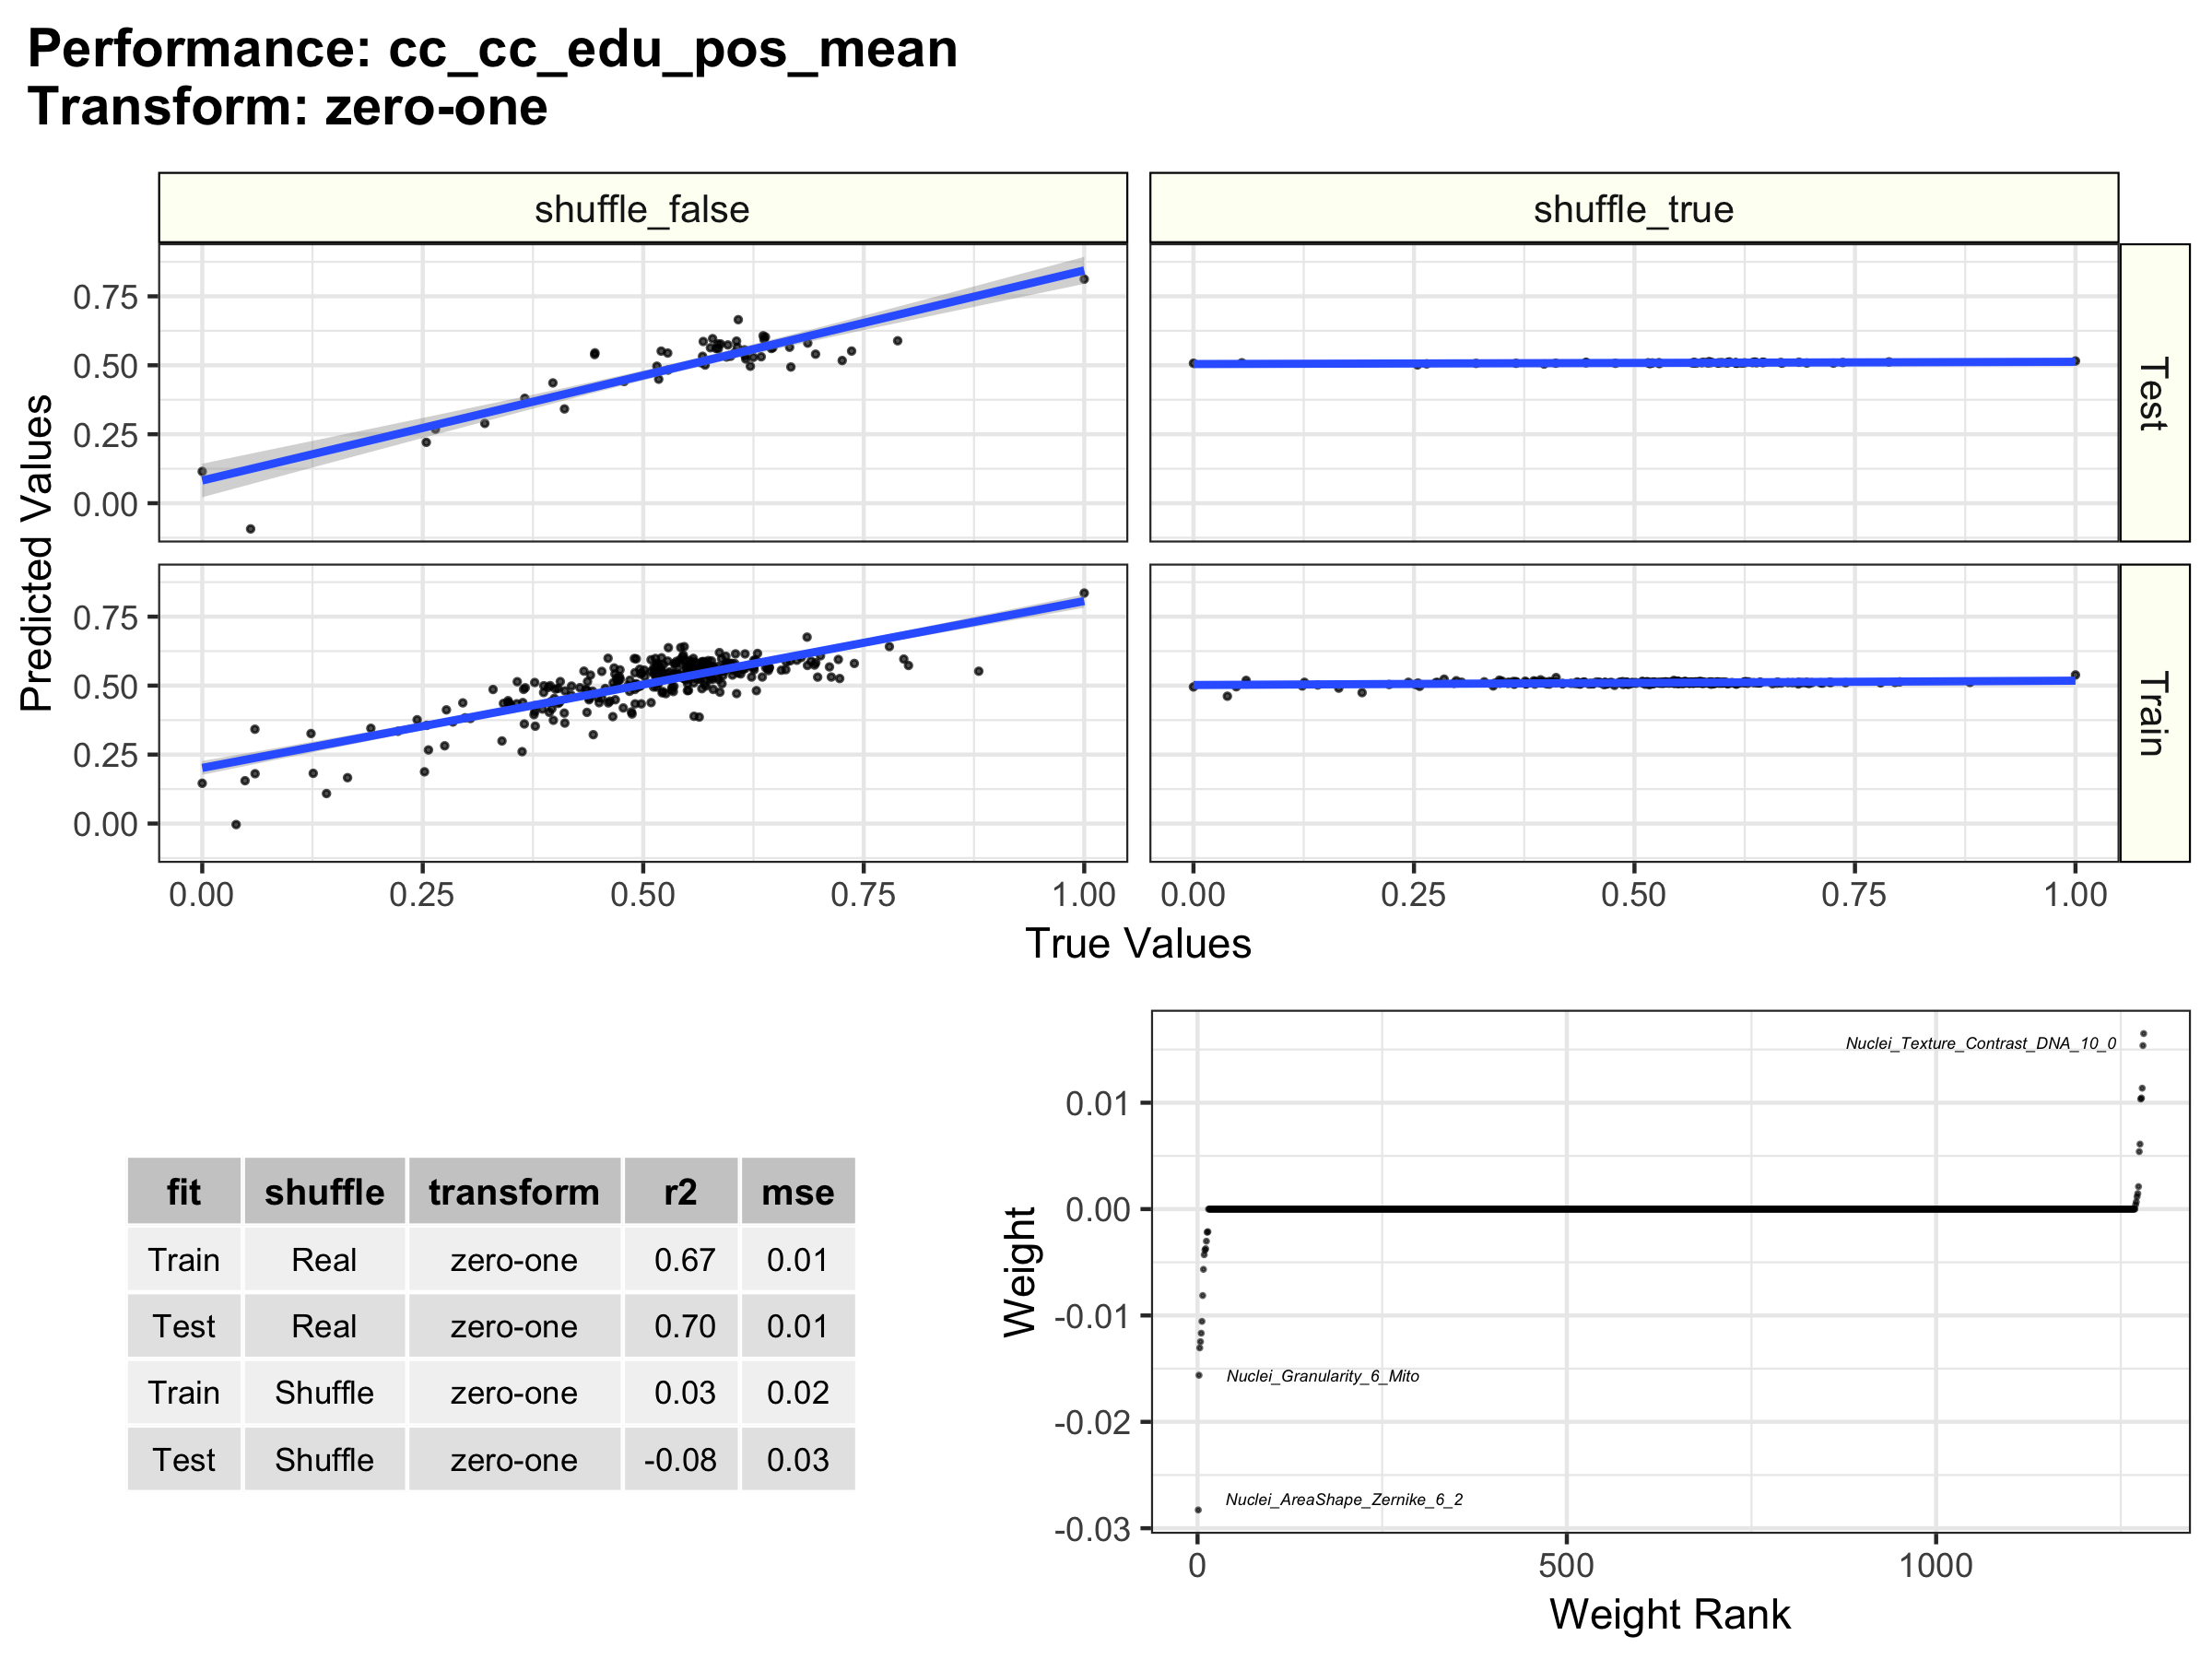 Performance: cc_cc_edu_pos_mean
Transform: zero-one
shuffle_false
shuffle_true
0.75
0.50
0.25
0.00
Test
Predicted Values
0.75
0.50
0.25
0.00
Train
0.00 0.25 0.50 0.75 1.00
0.00 0.25 0.50 0.75 1.00
True Values
fit shuffle transform r2 mse
Train Real zero-one 0.67 0.01
Test Real zero-one 0.70 0.01
Train Shuffle zero-one 0.03 0.02
Test Shuffle zero-one -0.08 0.03
Nuclei_Texture_Contrast_DNA_10_0
0.01
0.00
-0.01
-0.02
-0.03
Weight
Nuclei_Granularity_6_Mito
Nuclei_AreaShape_Zernike_6_2
0 500 1000
Weight Rank